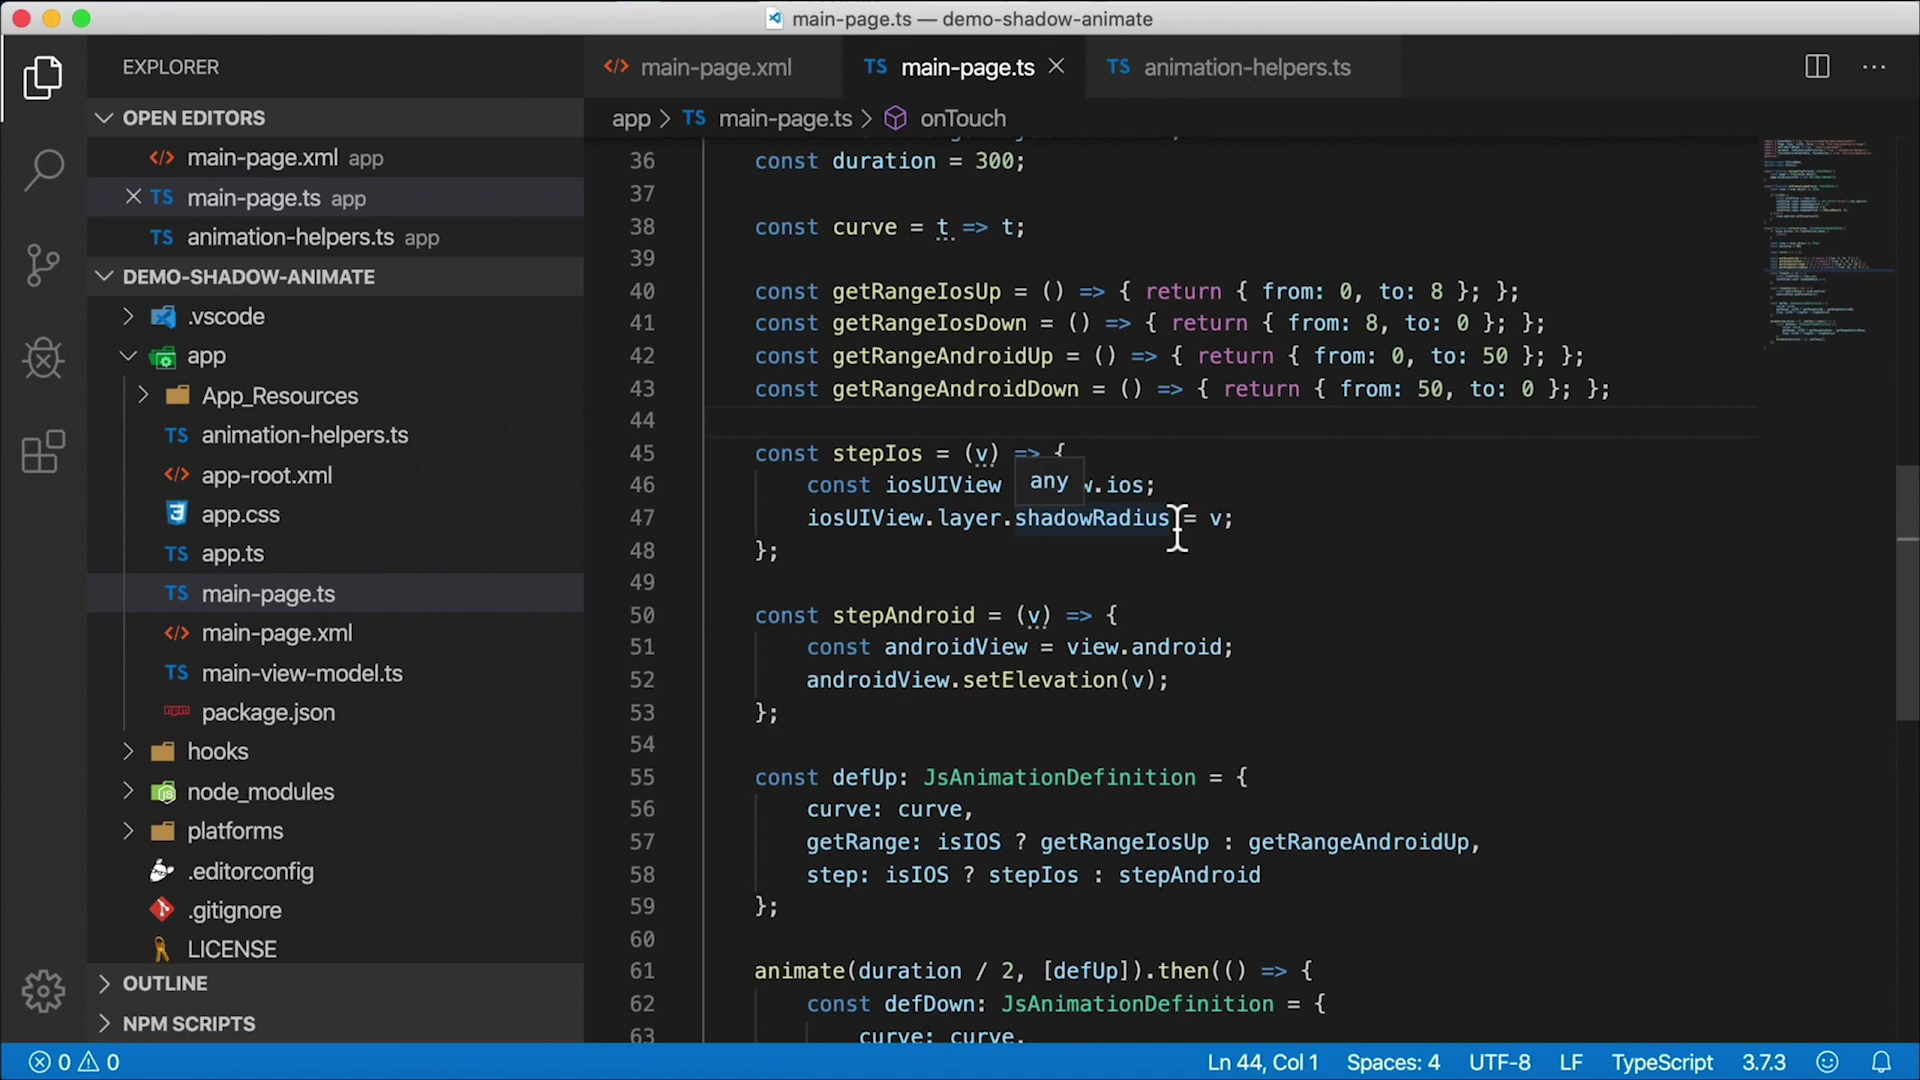 main-page.ts — demo-shadow-animate
EXPLORER
OPEN EDITORS
main-page.xml app
main-page.ts app
animation-helpers.ts app
DEMO-SHADOW-ANIMATE
.vscode
app
App_Resources
animation-helpers.ts
app-root.xml
app.css
app.ts
main-page.ts
main-page.xml
main-view-model.ts
package.json
hooks
node_modules
platforms
.editorconfig
.gitignore
LICENSE
OUTLINE
NPM SCRIPTS
main-page.xml
TS main-page.ts
TS animation-helpers.ts
app > TS main-page.ts > onTouch
36 const duration = 300;
37
38 const curve = t => t;
39
40 const getRangeIosUp = () => { return { from: 0, to: 8 }; };
41 const getRangeIosDown = () => { return { from: 8, to: 0 }; };
42 const getRangeAndroidUp = () => { return { from: 0, to: 50 }; };
43 const getRangeAndroidDown = () => { return { from: 50, to: 0 }; };
44
45 const stepIos = (v) => {
46 const iosUIView any w.ios;
47 iosUIView.layer.shadowRadius = v;
48 };
49
50 const stepAndroid = (v) => {
51 const androidView = view.android;
52 androidView.setElevation(v);
53 };
54
55 const defUp: JsAnimationDefinition = {
56 curve: curve,
57 getRange: isIOS ? getRangeIosUp : getRangeAndroidUp,
58 step: isIOS ? stepIos : stepAndroid
59 };
60
61 animate(duration / 2, [defUp]).then(() => {
62 const defDown: JsAnimationDefinition = {
63 curve: curve,
0 0
Ln 44, Col 1 Spaces: 4 UTF-8 LF TypeScript 3.7.3